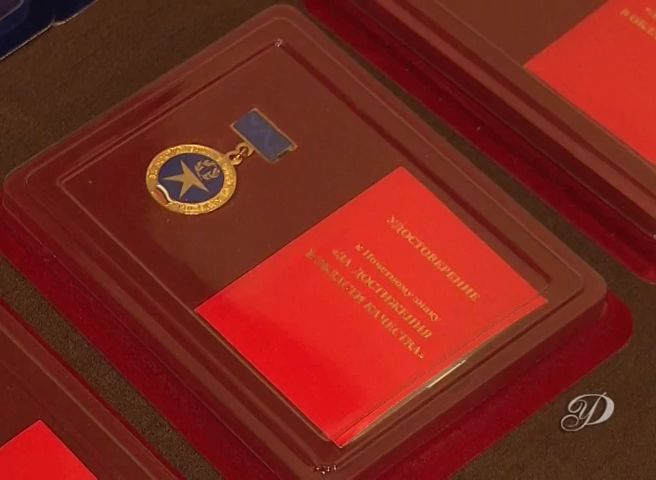 УДОСТОВЕРЕНИЕ
к Почетному знаку
«ЗА ДОСТИЖЕНИЯ
В ОБЛАСТИ КАЧЕСТВА»